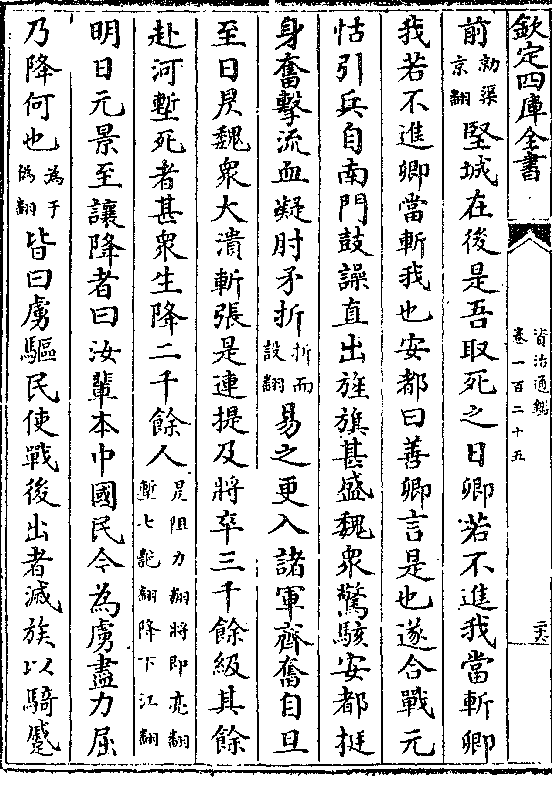 欽定四庫全書
資治通鑑
卷一百二十五
前勍渠京翻堅城在後是吾取死之日卿若不進我當斬卿
我若不進卿當斬我也安都曰善卿言是也遂合戰元
怙引兵自南門鼓譟直出旌旗甚盛魏衆驚駭安都挺
身奮擊流血凝肘矛折折而設翻易之更入諸軍齊奮自旦
至日昃魏衆大潰斬張是連提及將卒三千餘級其餘
赴河塹死者甚衆生降二千餘人昃阻力翻將即亮翻塹七艷翻降下江翻
明日元景至讓降者曰汝輩本中國民今為虜盡力屈
乃降何也為于偽翻皆曰虜驅民使戰後出者滅族以騎蹙